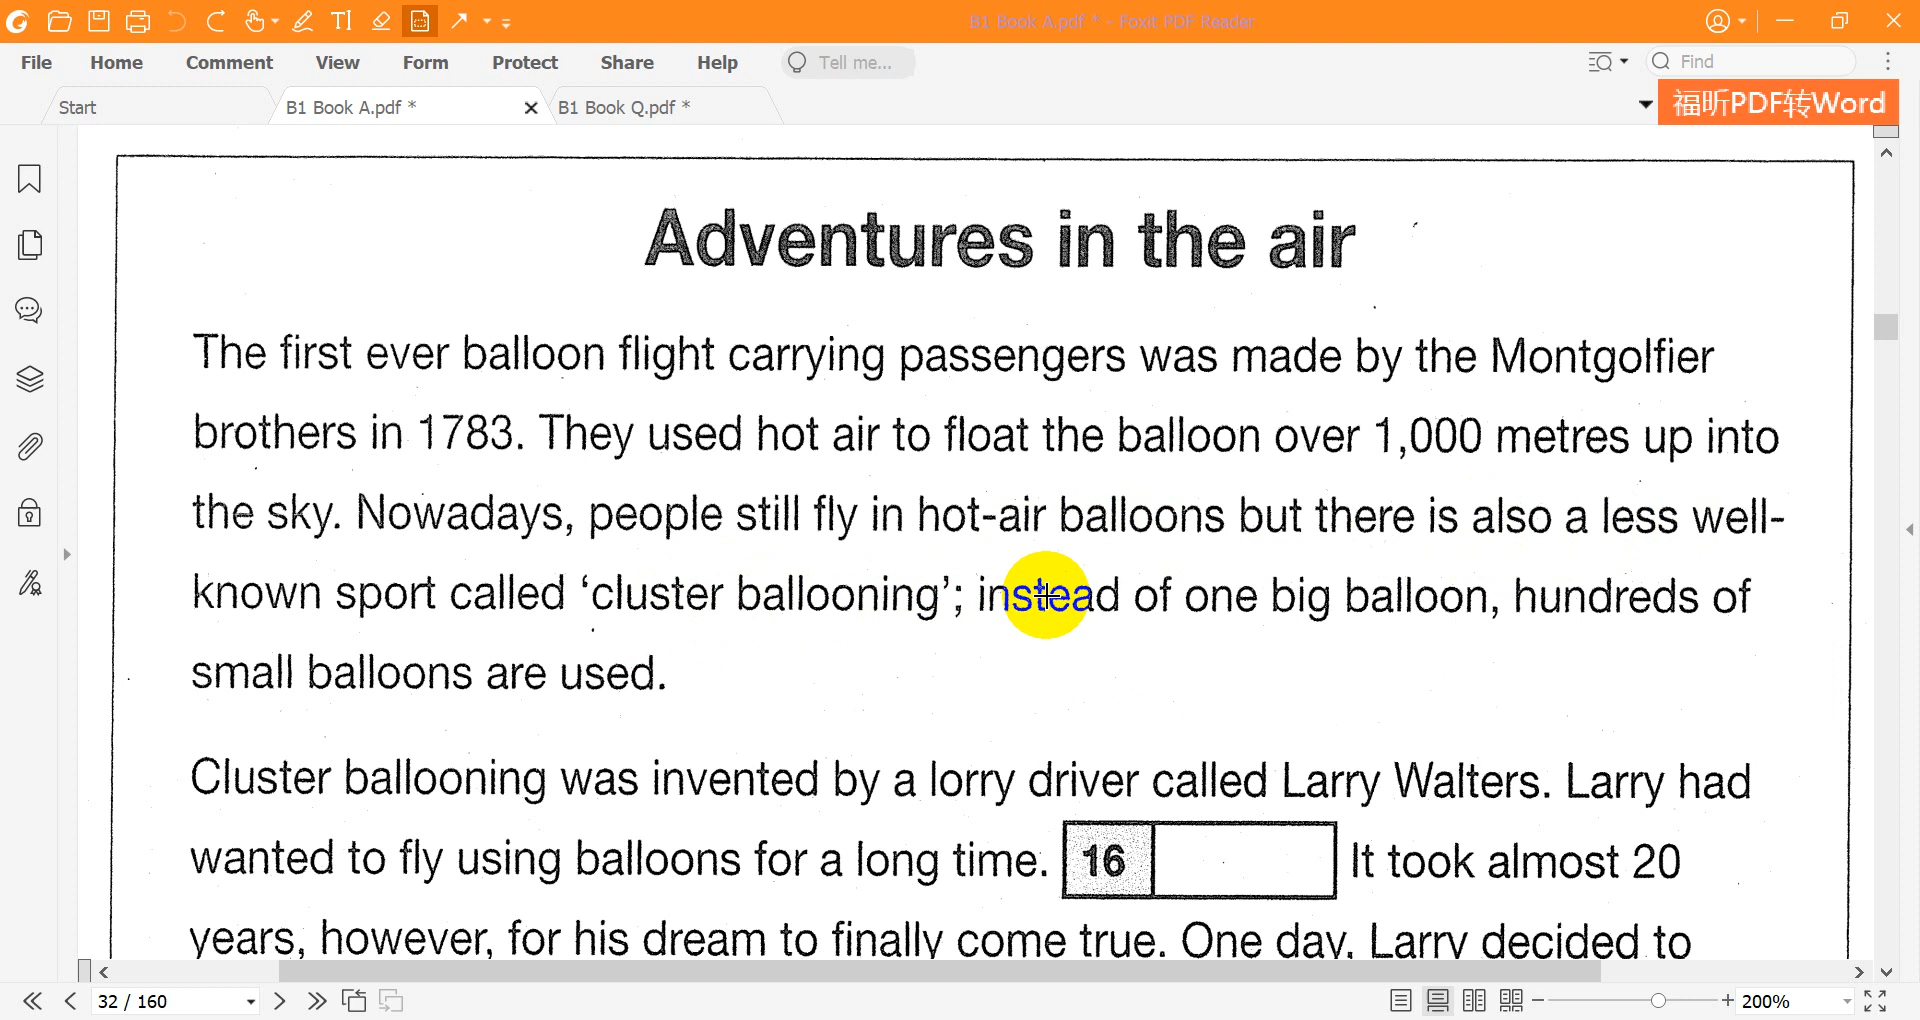 B1 Book A.pdf * - Foxit PDF Reader
File Home Comment View Form Protect Share Help Tell me... Find
Start B1 Book A.pdf * B1 Book Q.pdf * 福昕PDF转Word
Adventures in the air
The first ever balloon flight carrying passengers was made by the Montgolfier
brothers in 1783. They used hot air to float the balloon over 1,000 metres up into
the sky. Nowadays, people still fly in hot-air balloons but there is also a less well-
known sport called ‘cluster ballooning’; instead of one big balloon, hundreds of
small balloons are used.
Cluster ballooning was invented by a lorry driver called Larry Walters. Larry had
wanted to fly using balloons for a long time. 16 It took almost 20
years, however, for his dream to finally come true. One day, Larry decided to
32 / 160 200%